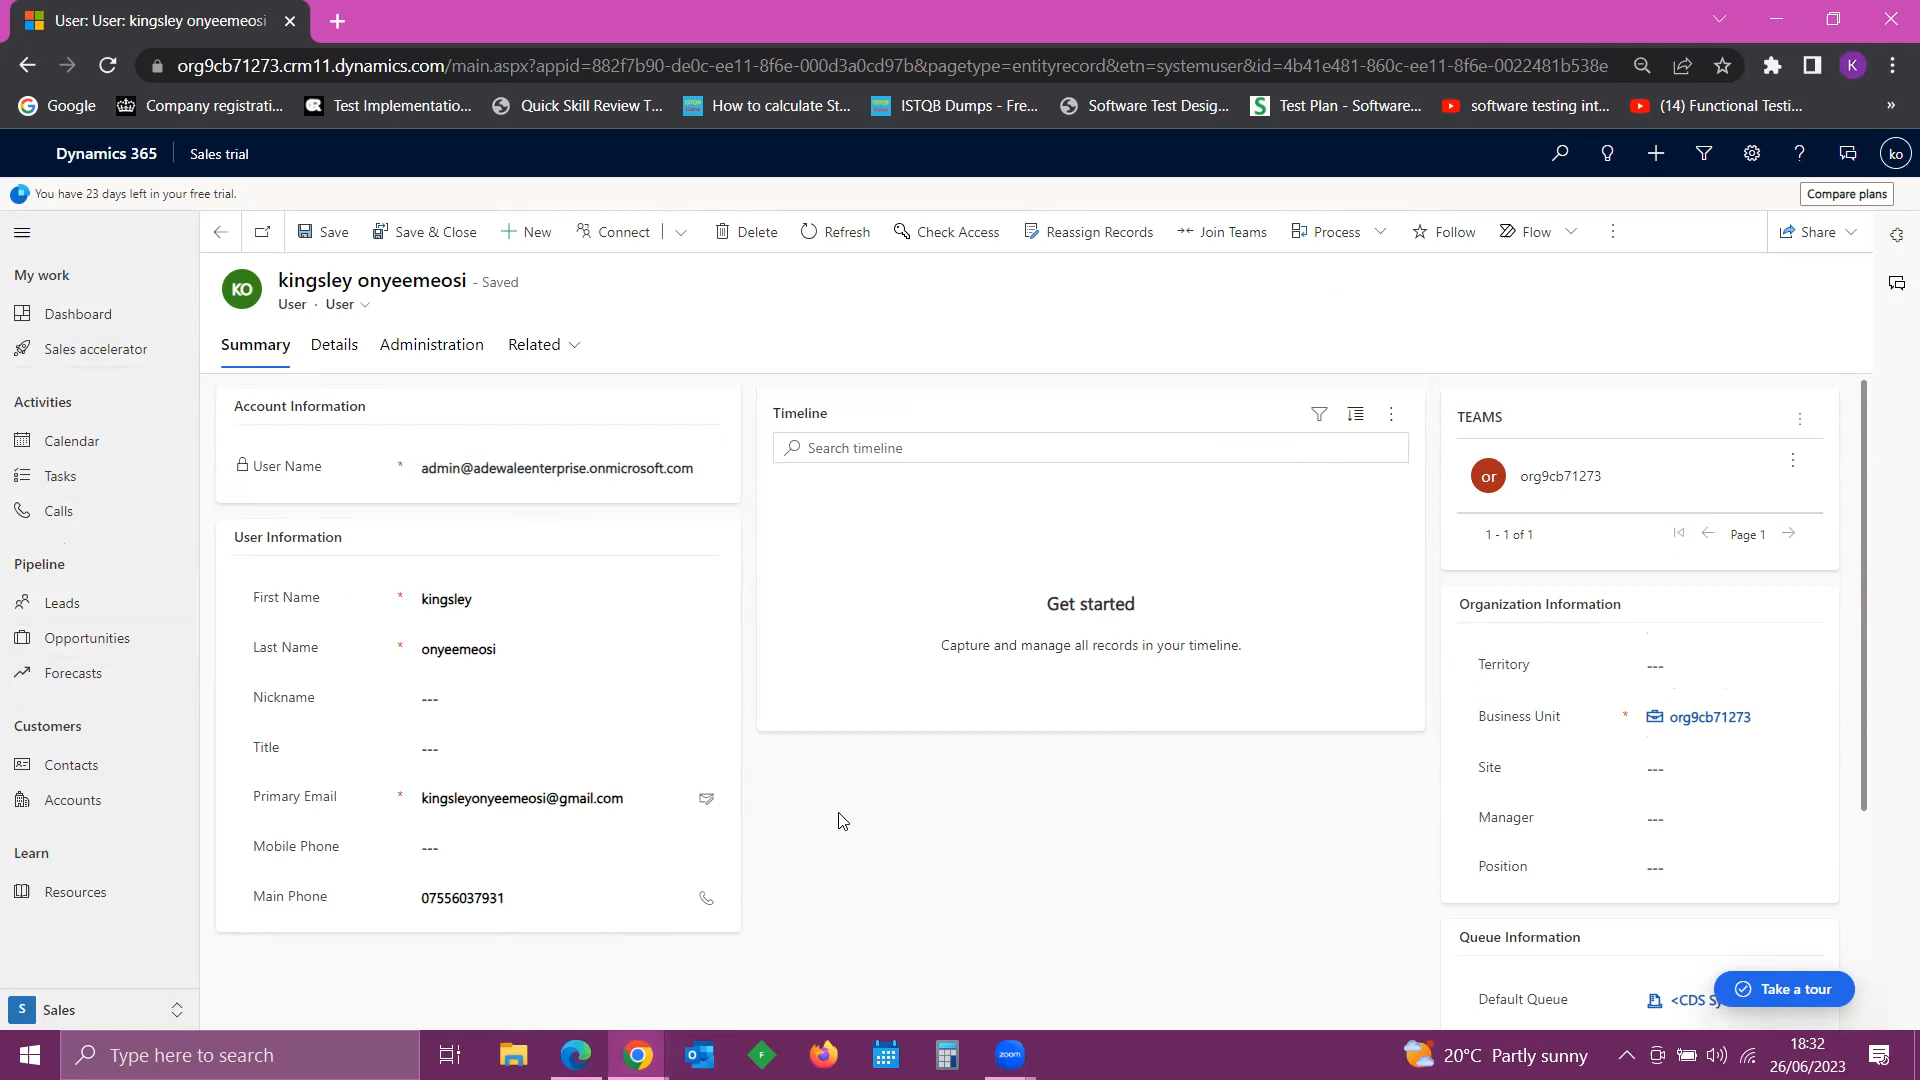 User: User: kingsley onyeemeosi
org9cb71273.crm11.dynamics.com/main.aspx?appid=882f7b90-de0c-ee11-8f6e-000d3a0cd97b&pagetype=entityrecord&etn=systemuser&id=4b41e481-860c-ee11-8f6e-0022481b538e
K
Google Company registrati... Test Implementatio... Quick Skill Review T... How to calculate St... ISTQB Dumps - Fre... Software Test Desig... Test Plan - Software... software testing int... (14) Functional Testi... »
Dynamics 365 Sales trial
ko
You have 23 days left in your free trial.
Compare plans
Save Save & Close New Connect Delete Refresh Check Access Reassign Records Join Teams Process Follow Flow Share
My work
Dashboard
Sales accelerator
Activities
Calendar
Tasks
Calls
Pipeline
Leads
Opportunities
Forecasts
Customers
Contacts
Accounts
Learn
Resources
S Sales
KO
kingsley onyeemeosi - Saved
User · User
Summary Details Administration Related
Account Information
User Name * admin@adewaleenterprise.onmicrosoft.com
User Information
First Name * kingsley
Last Name * onyeemeosi
Nickname ---
Title ---
Primary Email * kingsleyonyeemeosi@gmail.com
Mobile Phone ---
Main Phone 07556037931
Timeline
Search timeline
Get started
Capture and manage all records in your timeline.
TEAMS
or org9cb71273
1 - 1 of 1 Page 1
Organization Information
Territory ---
Business Unit * org9cb71273
Site ---
Manager ---
Position ---
Queue Information
Default Queue <CDS Sy
Take a tour
Type here to search
zoom
20°C Partly sunny
18:32
26/06/2023